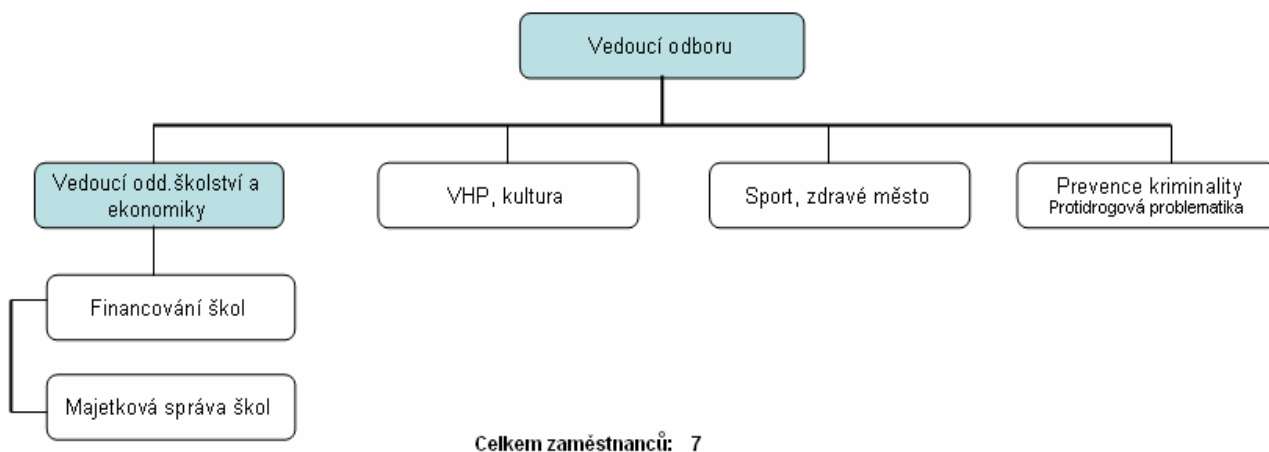 Vedoucí odboru
Vedoucí odd.školství a
ekonomiky
VHP, kultura
Sport, zdravé město
Prevence kriminality
Protidrogová problematika
Financování škol
Majetková správa škol
Celkem zaměstnanců: 7